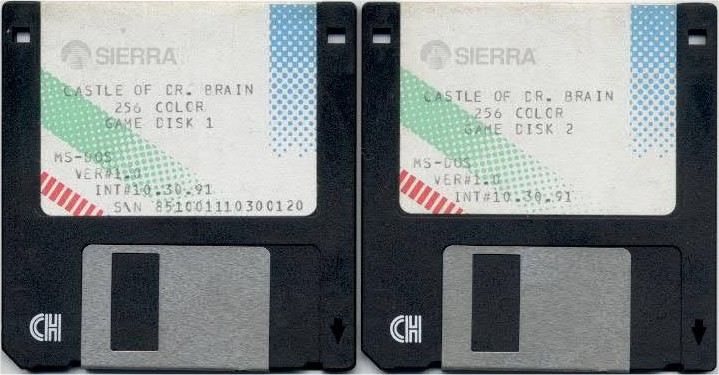 SIERRA
CASTLE OF DR. BRAIN
256 COLOR
GAME DISK 1
MS-DOS
VER#1.0
INT#10.30.91
S\N 851001110300120
CH
SIERRA
CASTLE OF DR. BRAIN
256 COLOR
GAME DISK 2
MS-DOS
VER#1.0
INT#10.30.91
CH